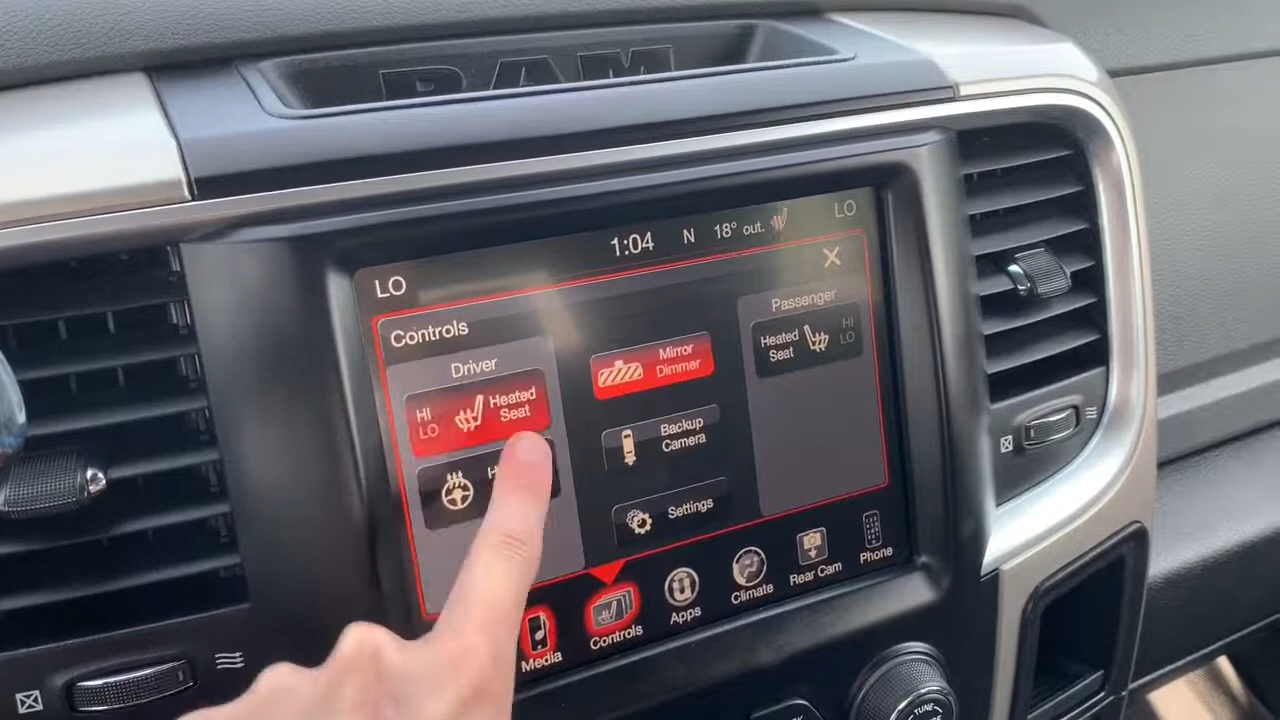 RAM
LO
1:04
N
18° out.
LO
Controls
Driver
HI
LO
Heated
Seat
H
Mirror
Dimmer
Backup
Camera
Settings
Passenger
Heated
Seat
HI
LO
Media
Controls
Apps
Climate
Rear Cam
Phone
TUNE